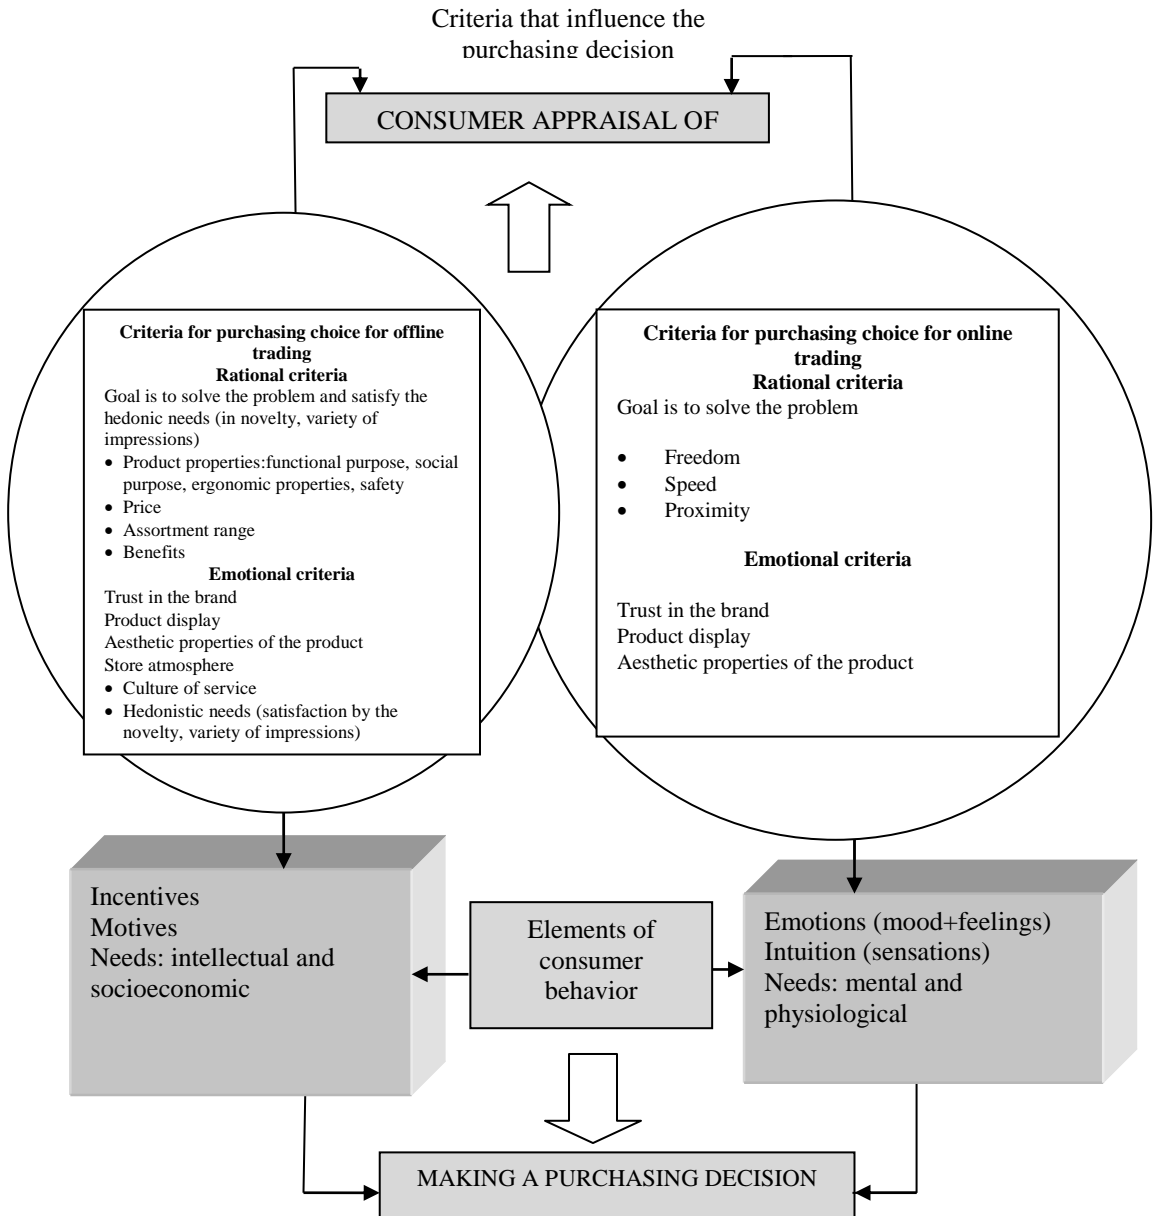 Criteria that influence the
purchasing decision
CONSUMER APPRAISAL OF
Criteria for purchasing choice for offline
trading
Rational criteria
Goal is to solve the problem and satisfy the
hedonic needs (in novelty, variety of
impressions)
• Product properties:functional purpose, social
purpose, ergonomic properties, safety
• Price
• Assortment range
• Benefits
Emotional criteria
Trust in the brand
Product display
Aesthetic properties of the product
Store atmosphere
• Culture of service
• Hedonistic needs (satisfaction by the
novelty, variety of impressions)
Criteria for purchasing choice for online
trading
Rational criteria
Goal is to solve the problem
• Freedom
• Speed
• Proximity
Emotional criteria
Trust in the brand
Product display
Aesthetic properties of the product
Incentives
Motives
Needs: intellectual and
socioeconomic
Elements of
consumer
behavior
Emotions (mood+feelings)
Intuition (sensations)
Needs: mental and
physiological
MAKING A PURCHASING DECISION